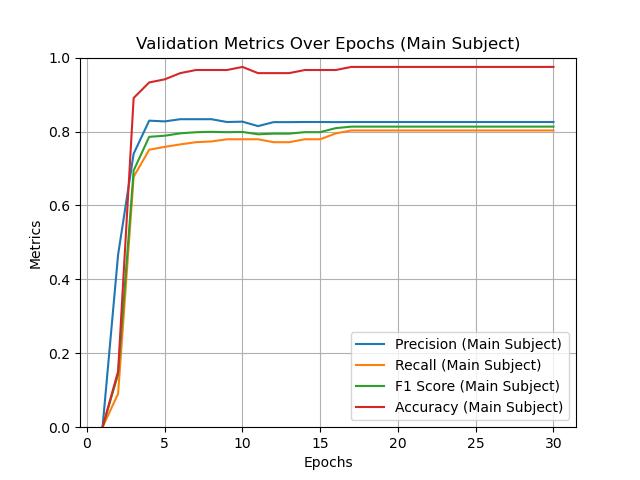 Validation Metrics Over Epochs (Main Subject)
1.0
0.8
0.6
0.4
0.2
0.0
Metrics
0
5
10
15
20
25
30
Epochs
Precision (Main Subject)
Recall (Main Subject)
F1 Score (Main Subject)
Accuracy (Main Subject)